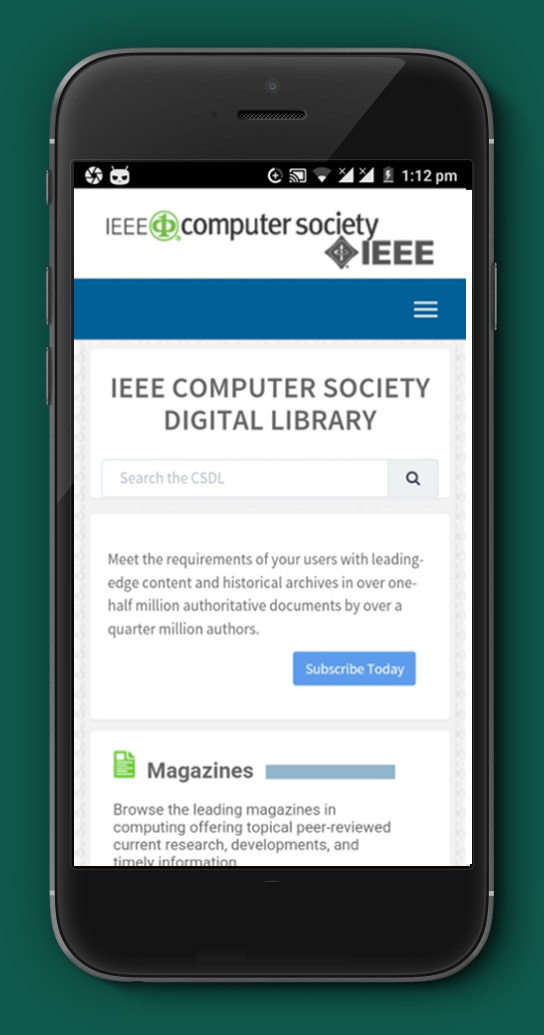 1:12 pm
IEEE computer society
IEEE
IEEE COMPUTER SOCIETY
DIGITAL LIBRARY
Search the CSDL
Meet the requirements of your users with leading-
edge content and historical archives in over one-
half million authoritative documents by over a
quarter million authors.
Subscribe Today
Magazines
Browse the leading magazines in
computing offering topical peer-reviewed
current research, developments, and
timely information